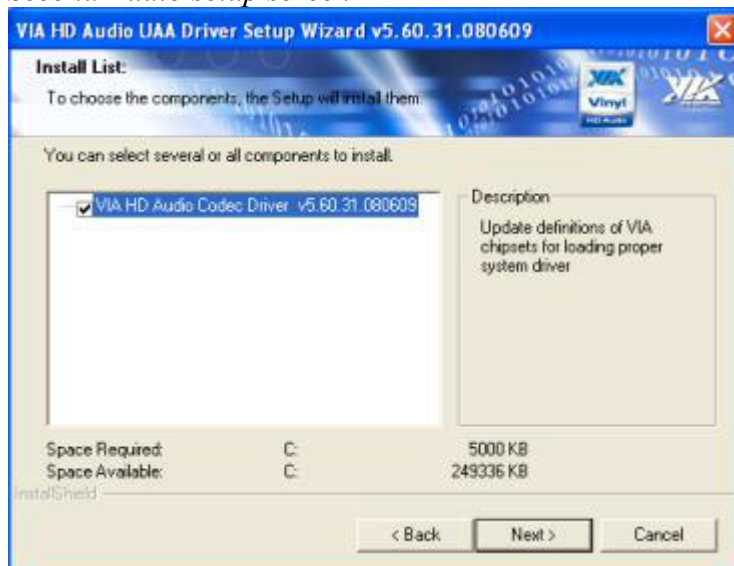 VIA HD Audio UAA Driver Setup Wizard v5.60.31.080609
Install List:
To choose the components, the Setup will install them.
VIA
Vinyl
HD Audio
VIA
You can select several or all components to install.
VIA HD Audio Codec Driver v5.60.31.080609
Description
Update definitions of VIA
chipsets for loading proper
system driver
Space Required: C: 5000 KB
Space Available: C: 249336 KB
InstallShield
< Back
Next >
Cancel